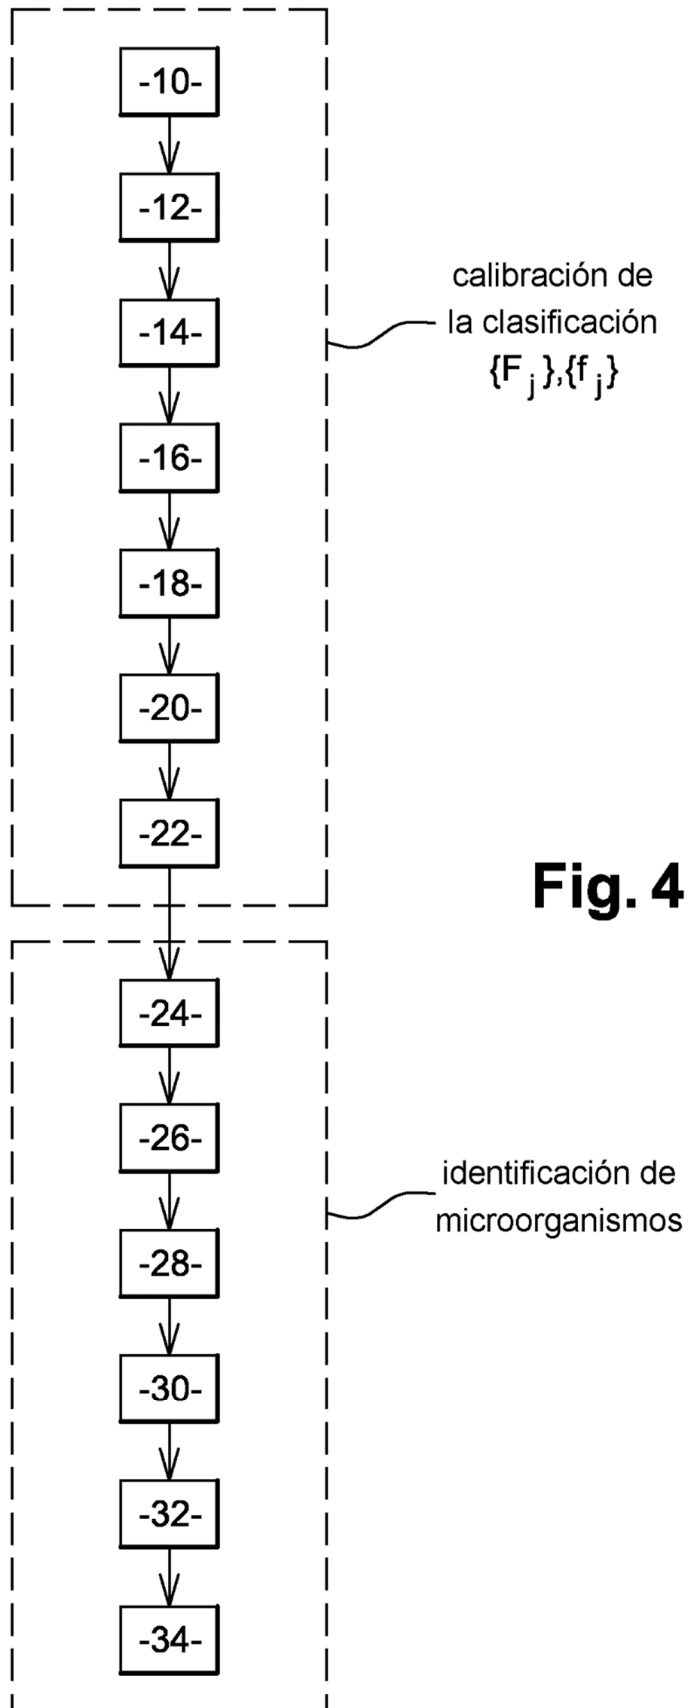 -10-
-12-
-14-
calibración de
la clasificación
{F j},{f j}
-16-
-18-
-20-
-22-
Fig. 4
-24-
-26-
identificación de
microorganismos
-28-
-30-
-32-
-34-